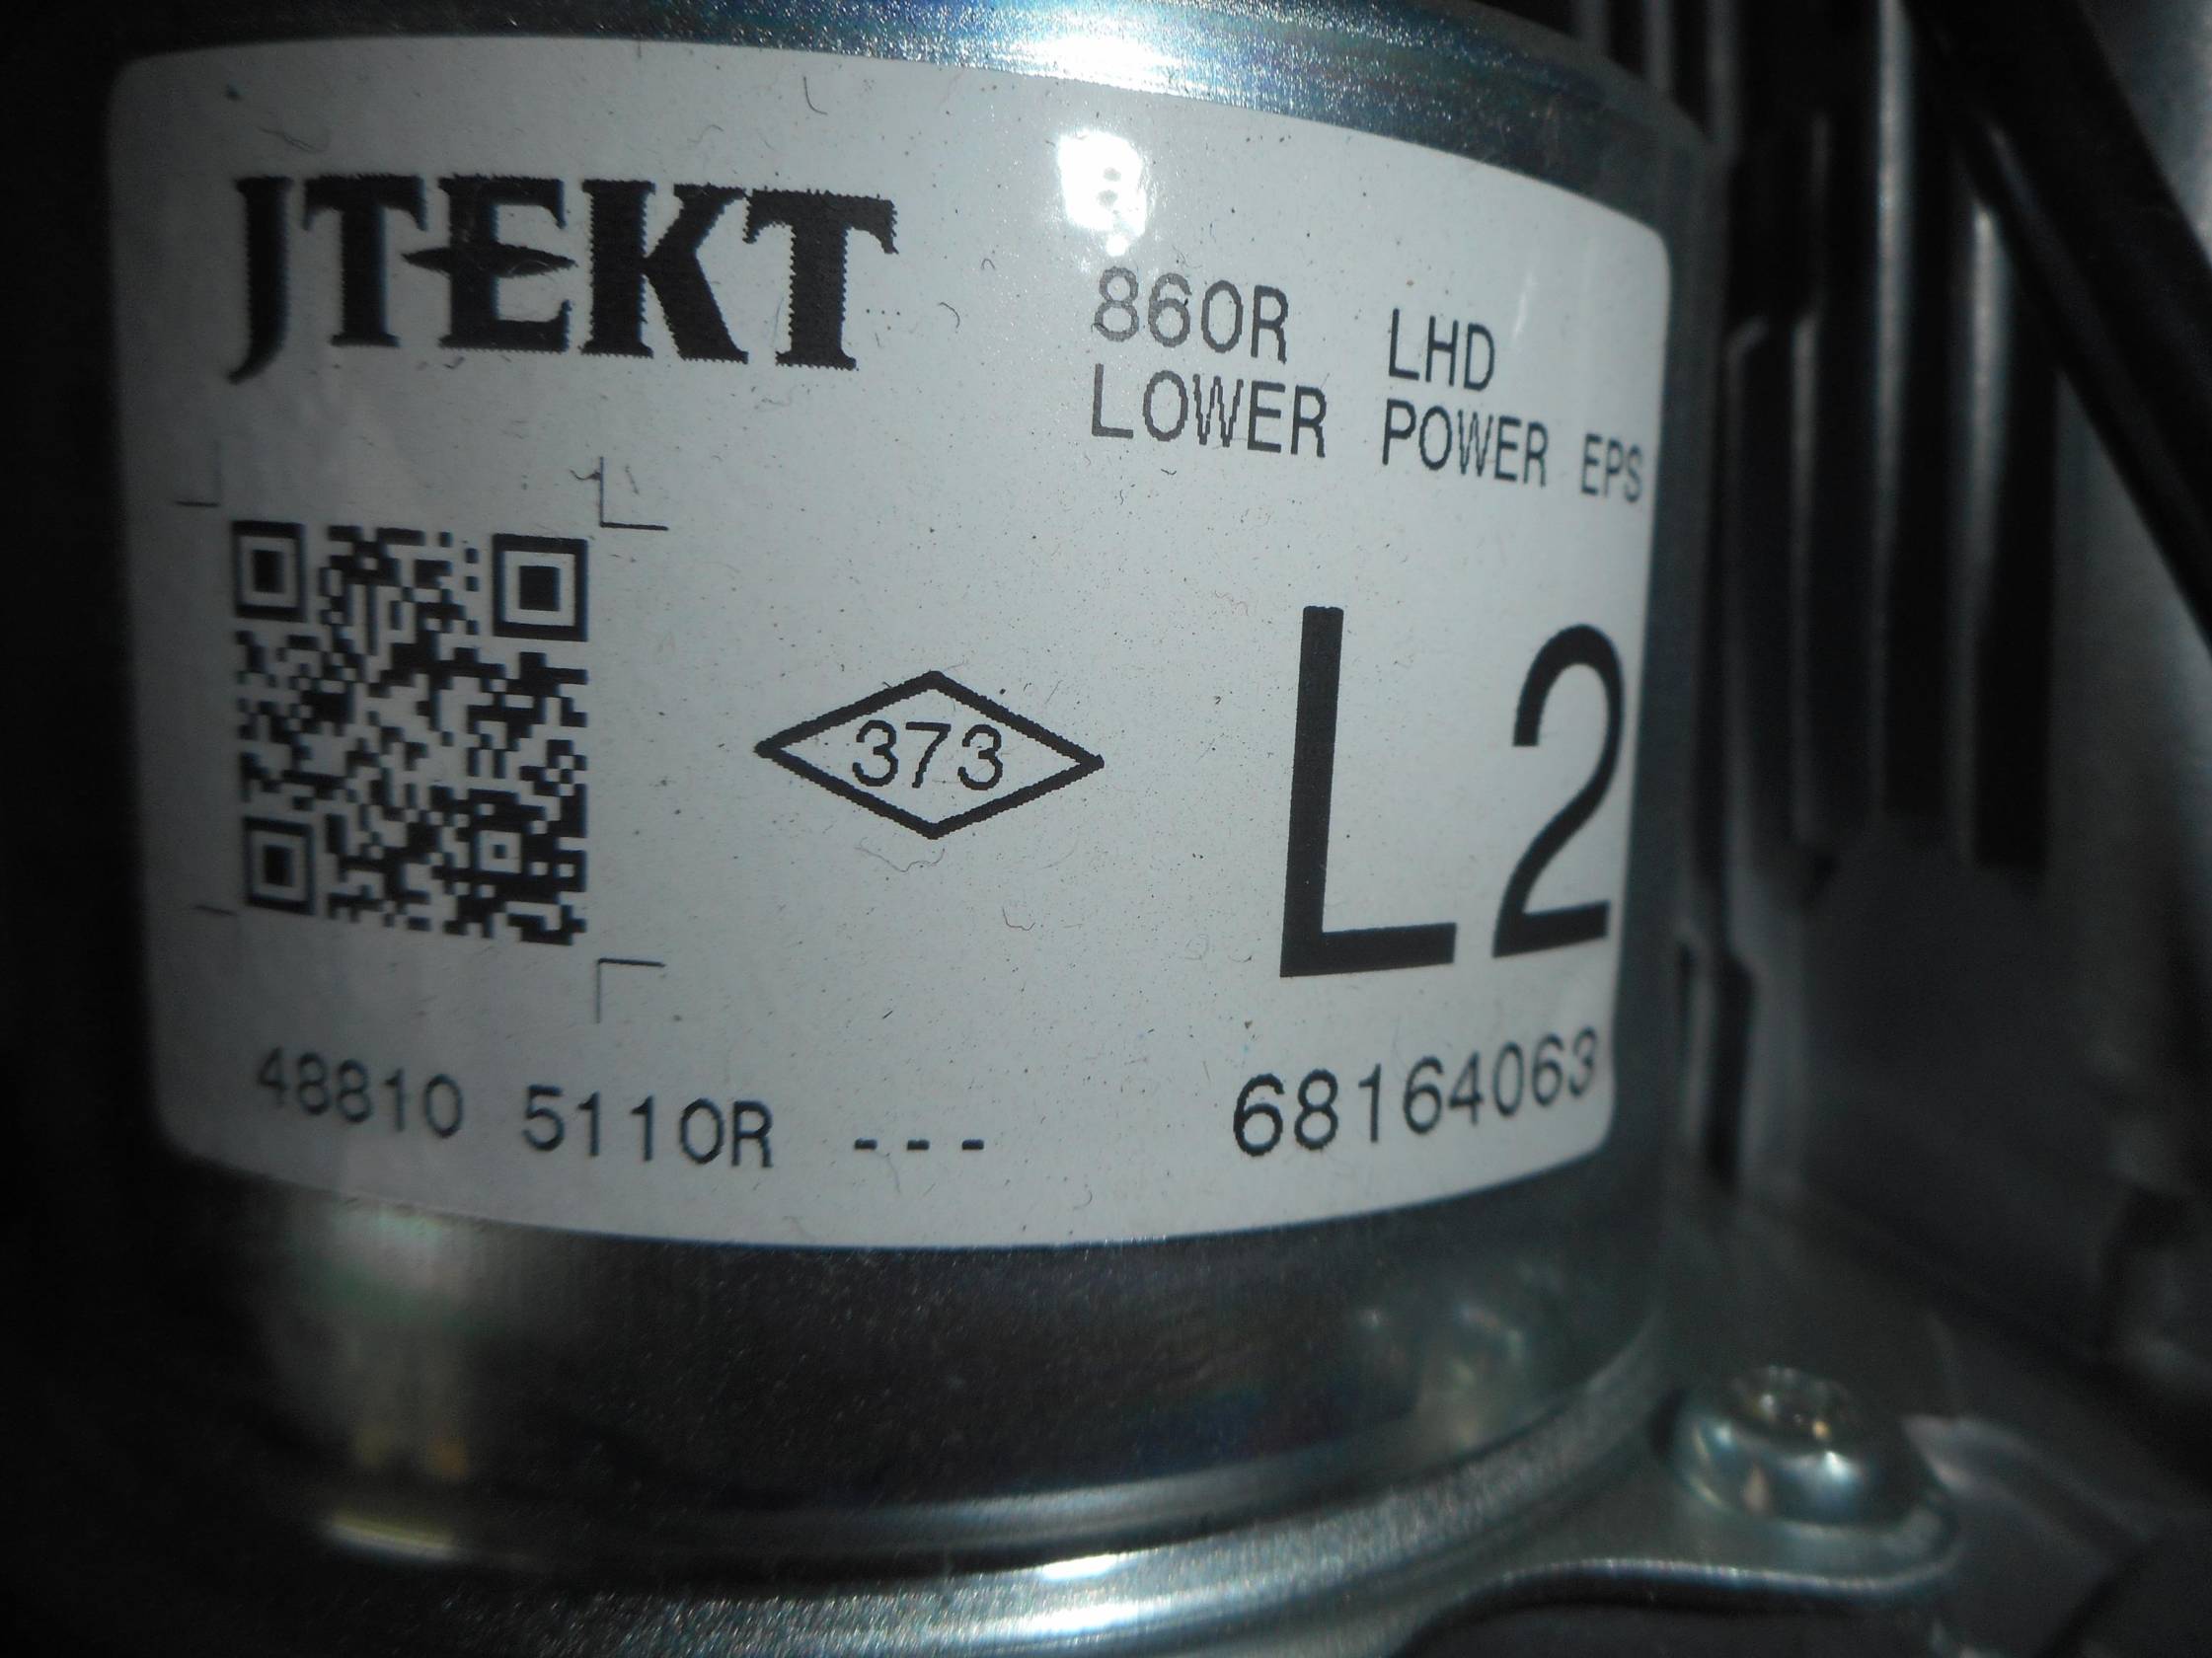 JTEKT
860R LHD
LOWER POWER EPS
373
L2
48810 5110R ---
68164063